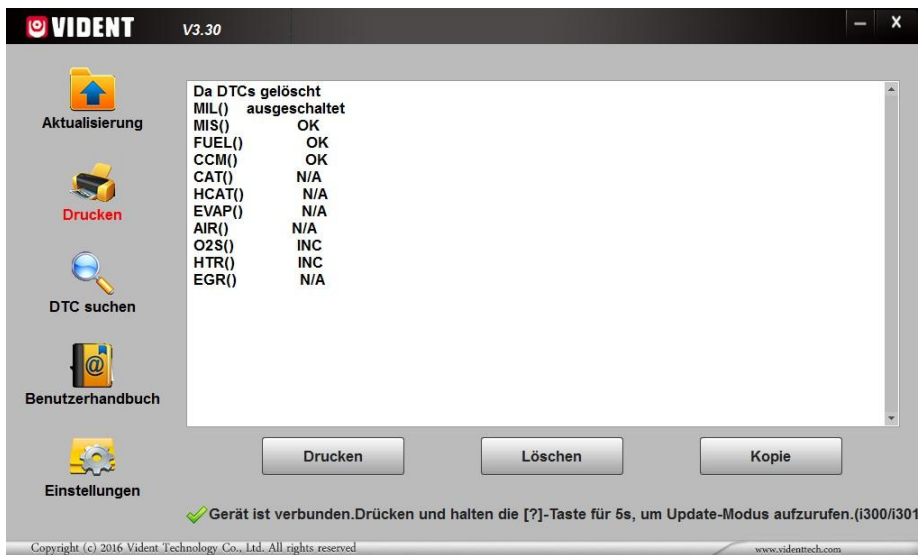 VIDENT V3.30 – X
Aktualisierung
Drucken
DTC suchen
Benutzerhandbuch
Einstellungen
Da DTCs gelöscht
MIL() ausgeschaltet
MIS() OK
FUEL() OK
CCM() OK
CAT() N/A
HCAT() N/A
EVAP() N/A
AIR() N/A
O2S() INC
HTR() INC
EGR() N/A
Drucken Löschen Kopie
Gerät ist verbunden.Drücken und halten die [?]-Taste für 5s, um Update-Modus aufzurufen.(i300/i301
Copyright (c) 2016 Vident Technology Co., Ltd. All rights reserved www.videnttech.com